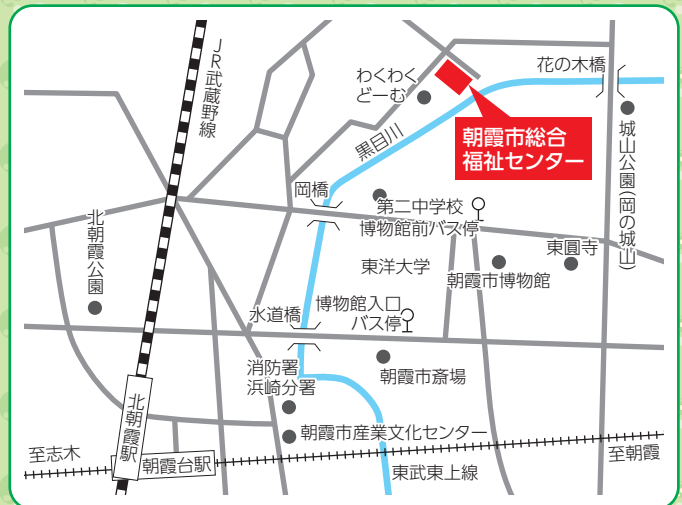 JR武蔵野線
わくわく
どーむ
花の木橋
黒目川
朝霞市総合
福祉センター
城山公園(岡の城山)
岡橋
第二中学校
博物館前バス停
北朝霞公園
東洋大学
東圓寺
朝霞市博物館
水道橋
博物館入口
バス停
消防署
浜崎分署
朝霞市斎場
北朝霞駅
朝霞市産業文化センター
至志木
朝霞台駅
東武東上線
至朝霞